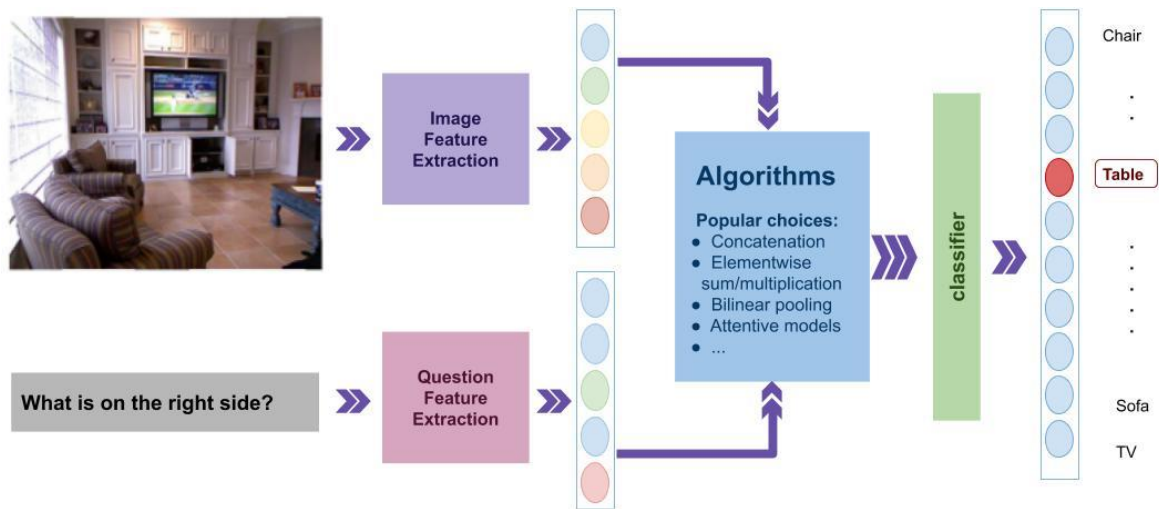 Image
Feature
Extraction
What is on the right side?
Question
Feature
Extraction
Algorithms
Popular choices:
● Concatenation
● Elementwise
sum/multiplication
● Bilinear pooling
● Attentive models
● ...
classifier
Chair
.
.
Table
.
.
.
.
Sofa
TV